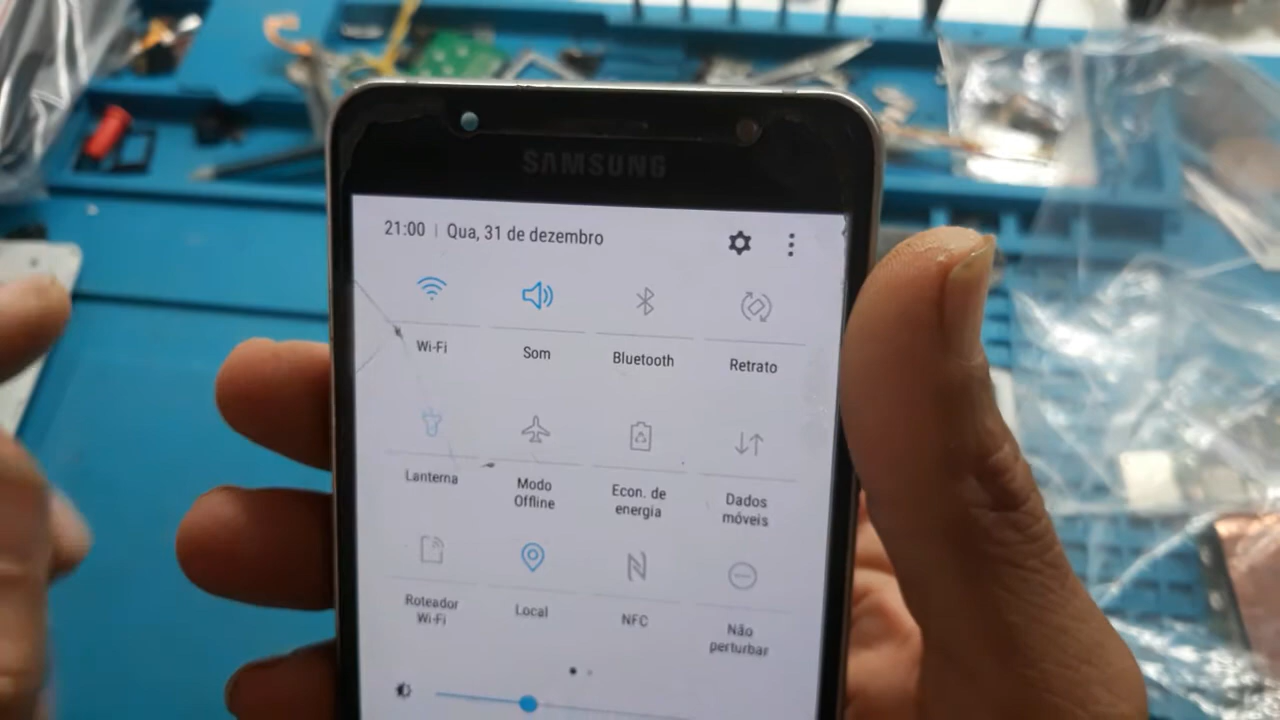 SAMSUNG
21:00 | Qua, 31 de dezembro
Wi-Fi
Som
Bluetooth
Retrato
Lanterna
Modo
Offline
Econ. de
energia
Dados
móveis
Roteador
Wi-Fi
Local
NFC
Não
perturbar